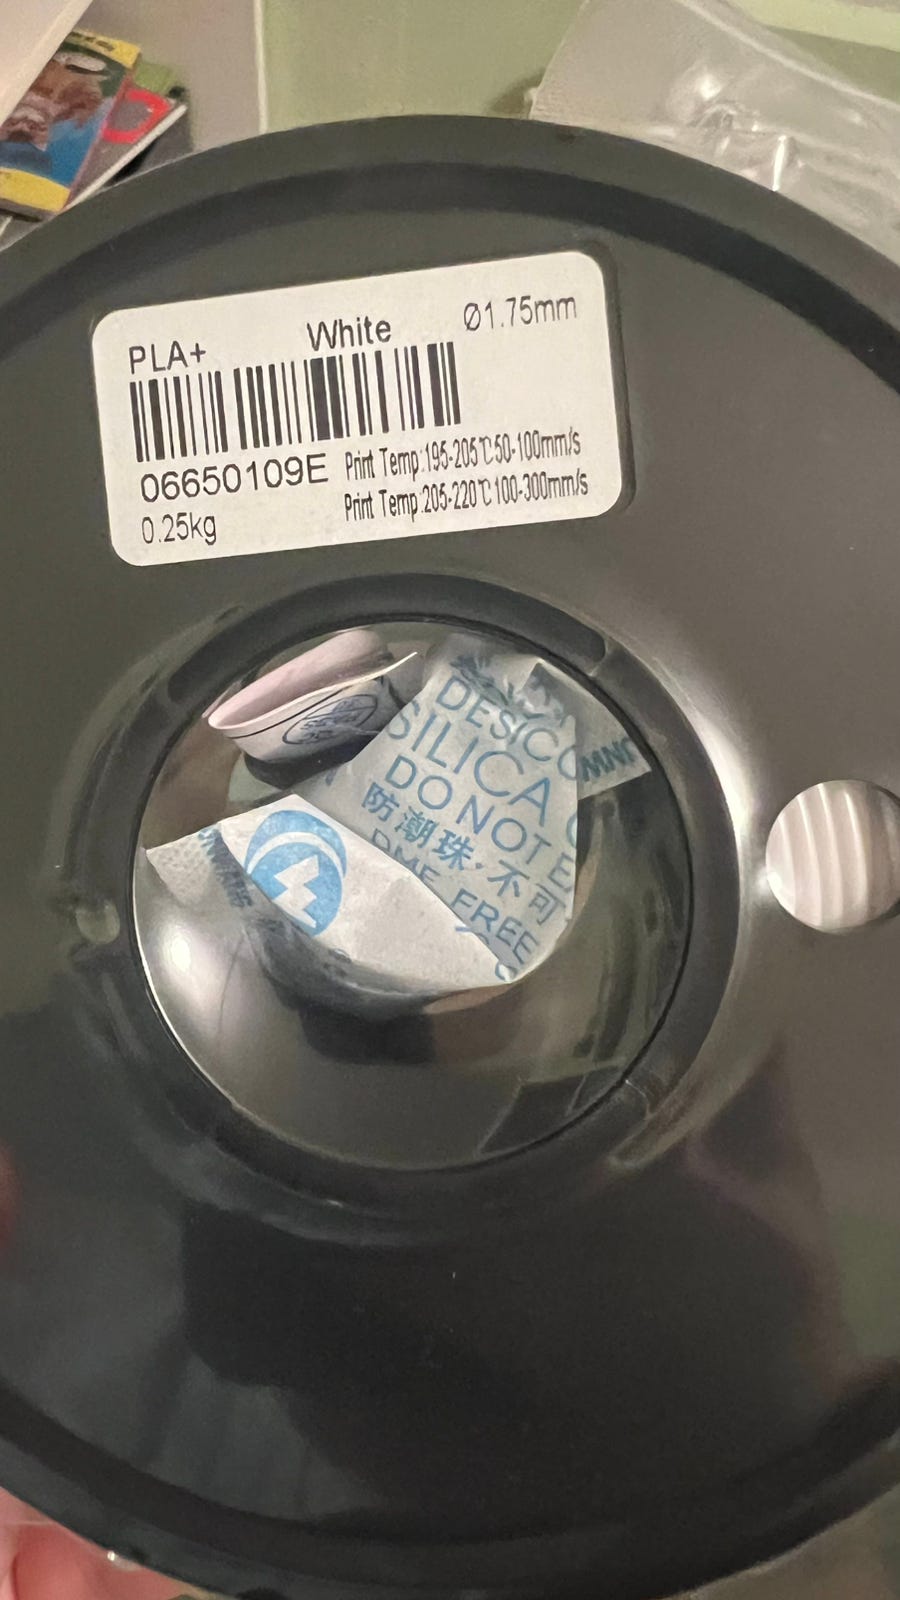 PLA+ White Ø1.75mm
06650109E
0.25kg
Print Temp:195-205℃50-100mm/s
Print Temp:205-220℃100-300mm/s
SILICA
DO NOT
防潮珠·不可
DMF FREE